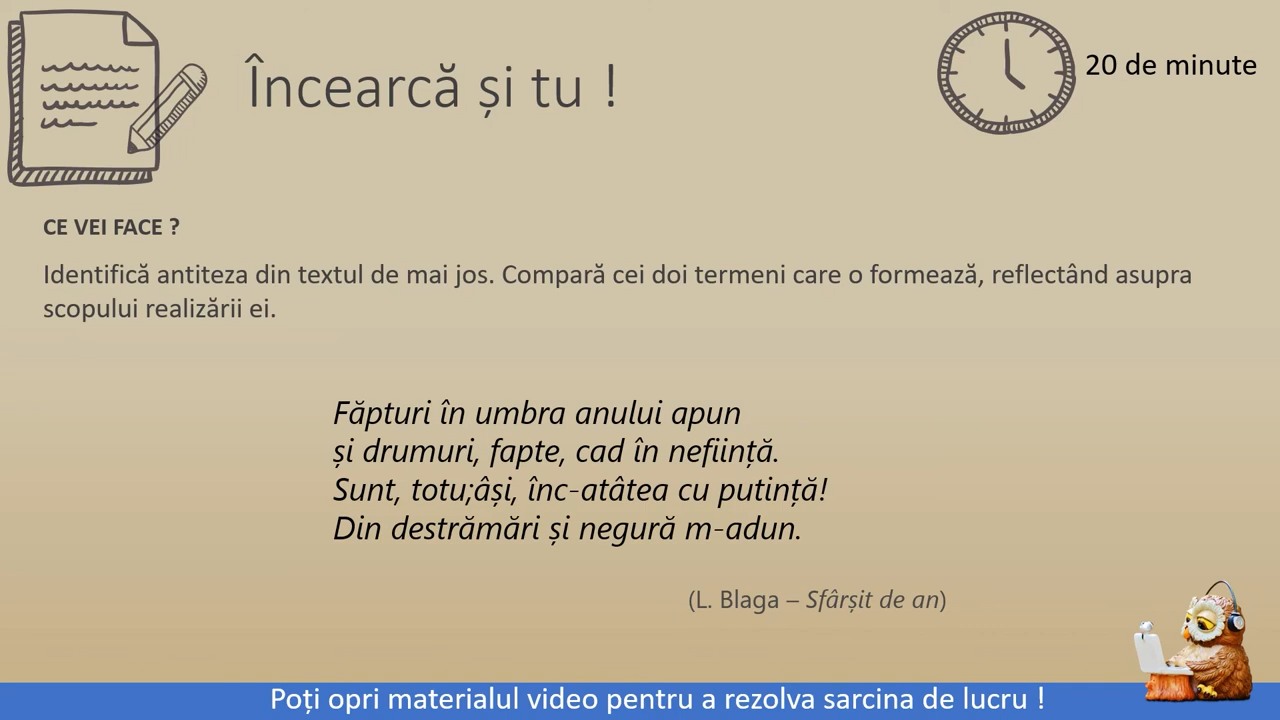 Încearcă și tu !
20 de minute
CE VEI FACE ?
Identifică antiteza din textul de mai jos. Compară cei doi termeni care o formează, reflectând asupra
scopului realizării ei.
Făpturi în umbra anului apun
și drumuri, fapte, cad în neființă.
Sunt, totu;âși, înc-atâtea cu putință!
Din destrămări și negură m-adun.
(L. Blaga – Sfârșit de an)
Poți opri materialul video pentru a rezolva sarcina de lucru !